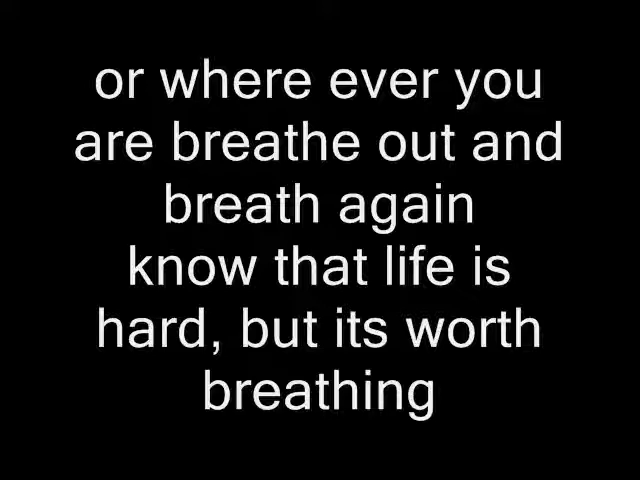 or where ever you
are breathe out and
breath again
know that life is
hard, but its worth
breathing